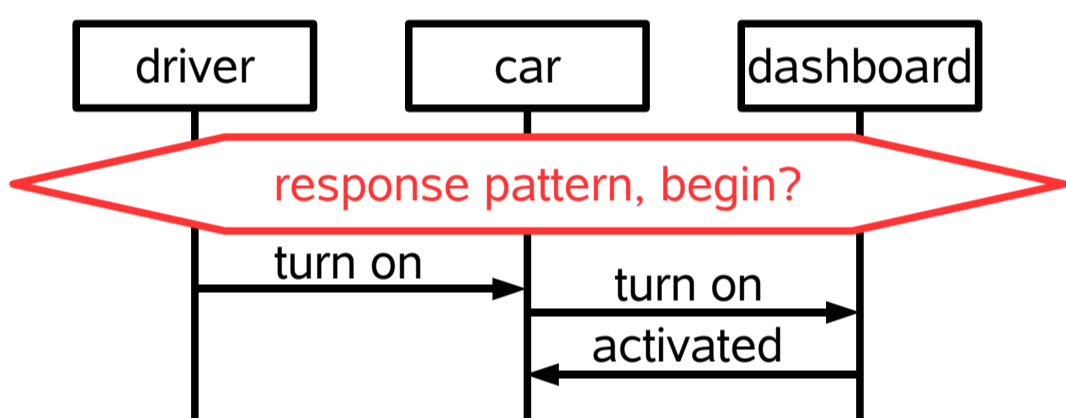 driver
car
dashboard
response pattern, begin?
turn on
turn on
activated